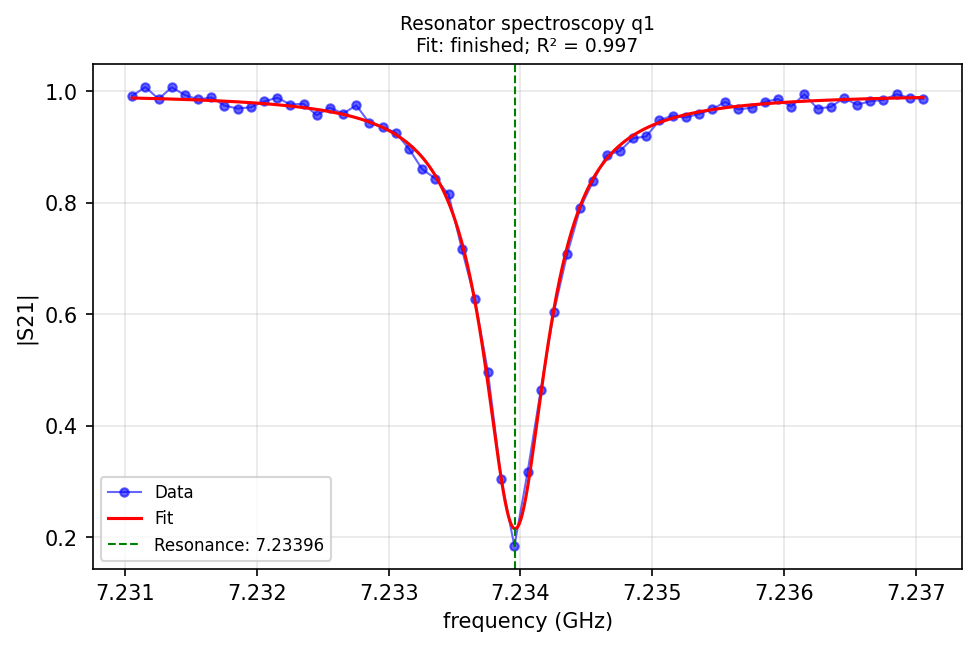 Resonator spectroscopy q1
Fit: finished; R² = 0.997
|S21|
1.0
0.8
0.6
0.4
0.2
Data
Fit
Resonance: 7.23396
7.231 7.232 7.233 7.234 7.235 7.236 7.237
frequency (GHz)